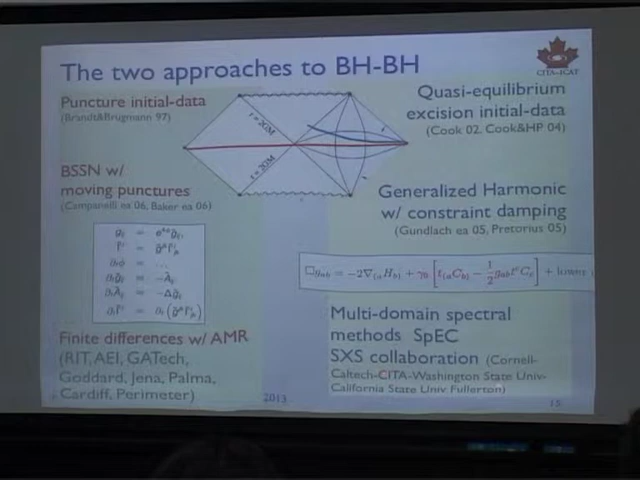 The two approaches to BH-BH
CITA-ICAT
Puncture initial-data
(Brandt&Brugmann 97)
r=2GM
r=2GM
Quasi-equilibrium
excision initial-data
(Cook 02, Cook&HP 04)
BSSN w/
moving punctures
(Campanelli ea 06, Baker ea 06)
Generalized Harmonic
w/ constraint damping
(Gundlach ea 05, Pretorius 05)
Finite differences w/ AMR
(RIT, AEI, GATech,
Goddard, Jena, Palma,
Cardiff, Perimeter)
Multi-domain spectral
methods SpEC
SXS collaboration (Cornell-
Caltech-CITA-Washington State Univ-
California State Univ Fullerton)
2013
15